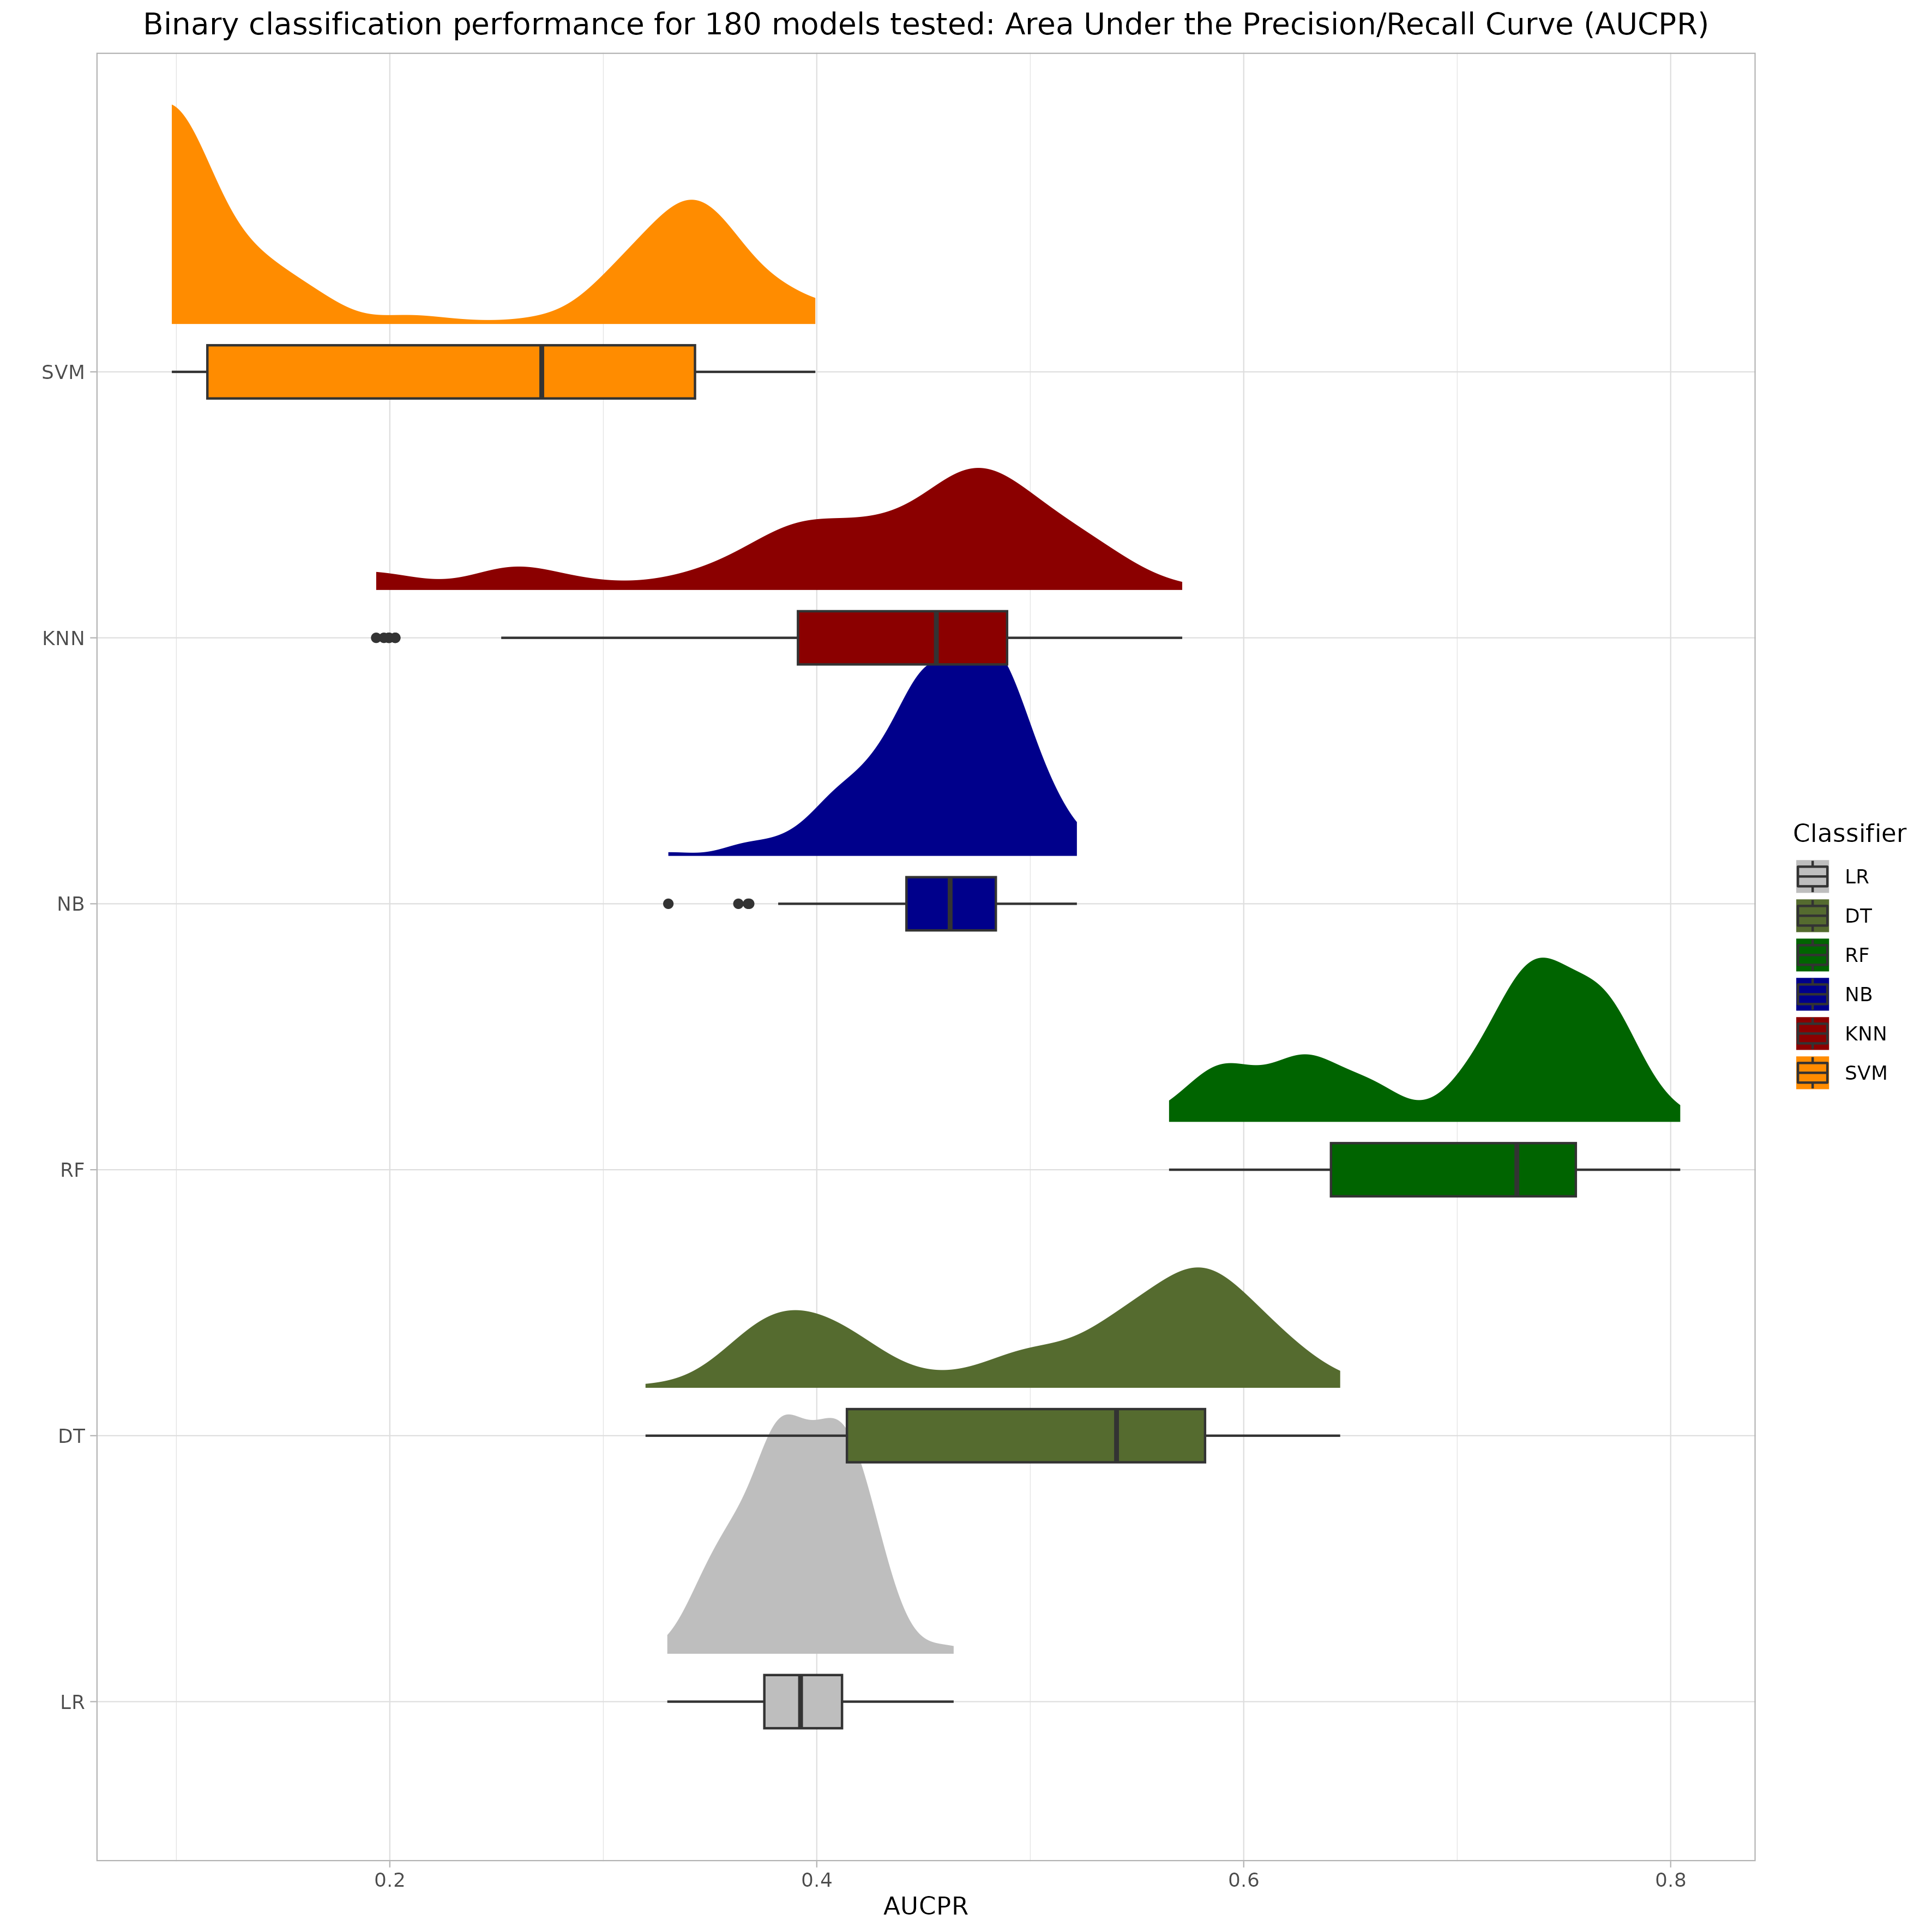 Binary classification performance for 180 models tested: Area Under the Precision/Recall Curve (AUCPR)
SVM
KNN
NB
RF
DT
LR
0.2 0.4 0.6 0.8
AUCPR
Classifier
LR
DT
RF
NB
KNN
SVM